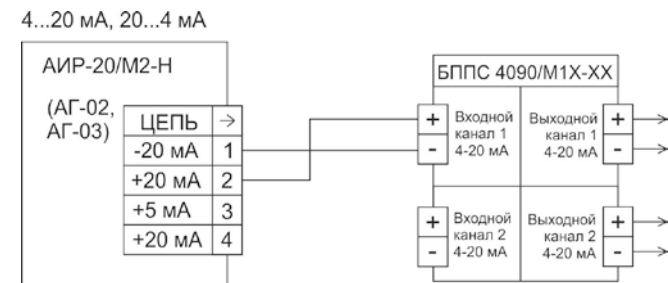 4...20 мА, 20...4 мА
АИР-20/М2-Н
(АГ-02,
АГ-03)
ЦЕПЬ →
-20 мА 1
+20 мА 2
+5 мА 3
+20 мА 4
БППС 4090/М1Х-ХХ
+ Входной
канал 1
- 4-20 мА
Выходной +
канал 1
4-20 мА -
+ Входной
канал 2
- 4-20 мА
Выходной +
канал 2
4-20 мА -